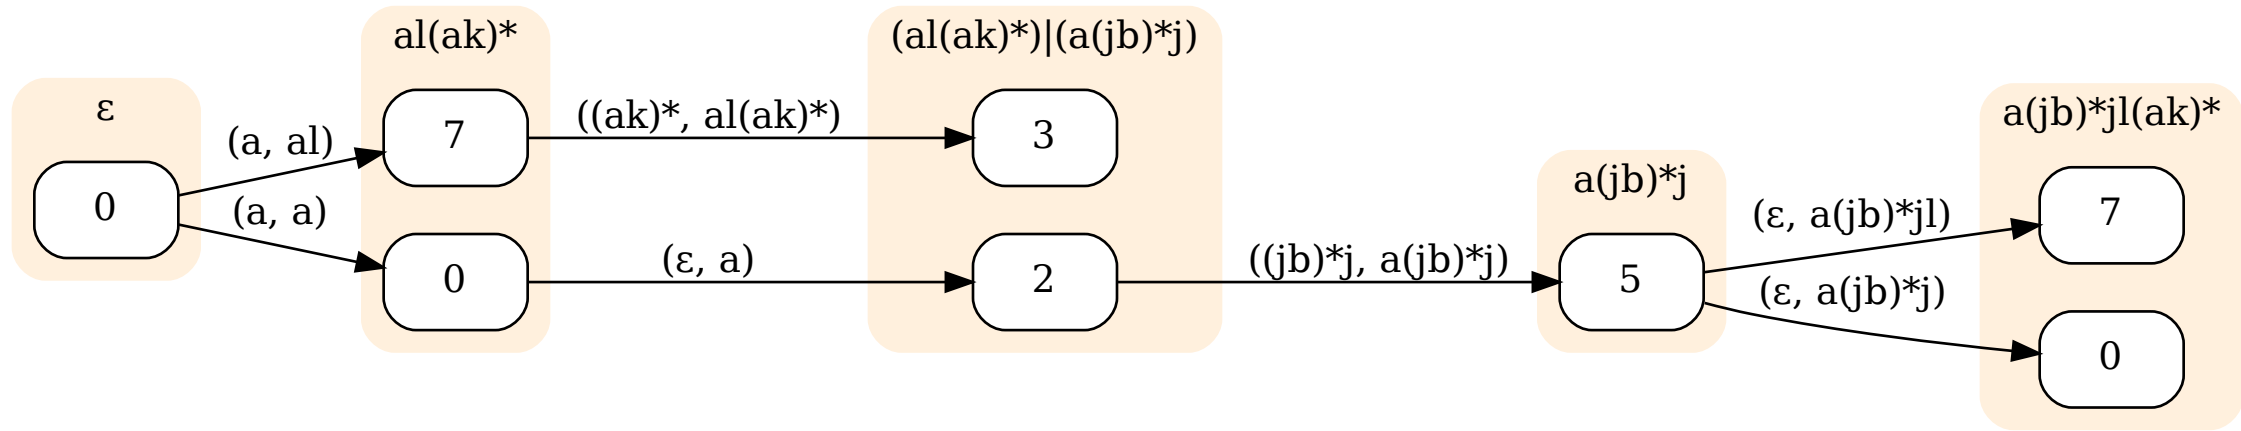 ε
0
(a, al)
(a, a)
al(ak)*
7
0
((ak)*, al(ak)*)
(ε, a)
(al(ak)*)|(a(jb)*j)
3
2
((jb)*j, a(jb)*j)
a(jb)*j
5
(ε, a(jb)*jl)
(ε, a(jb)*j)
a(jb)*jl(ak)*
7
0